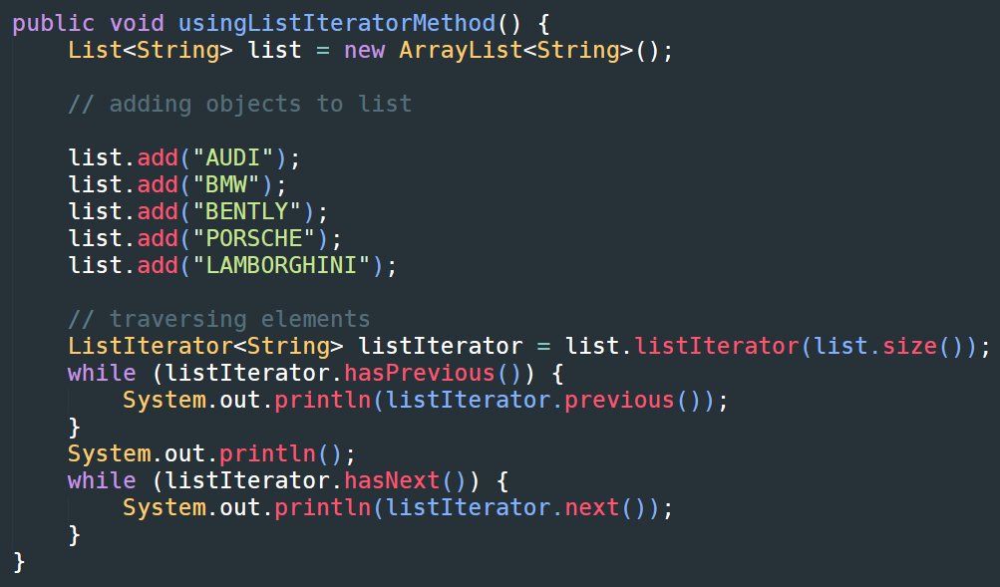 public void usingListIteratorMethod() {
    List<String> list = new ArrayList<String>();

    // adding objects to list

    list.add("AUDI");
    list.add("BMW");
    list.add("BENTLY");
    list.add("PORSCHE");
    list.add("LAMBORGHINI");

    // traversing elements
    ListIterator<String> listIterator = list.listIterator(list.size());
    while (listIterator.hasPrevious()) {
        System.out.println(listIterator.previous());
    }
    System.out.println();
    while (listIterator.hasNext()) {
        System.out.println(listIterator.next());
    }
}